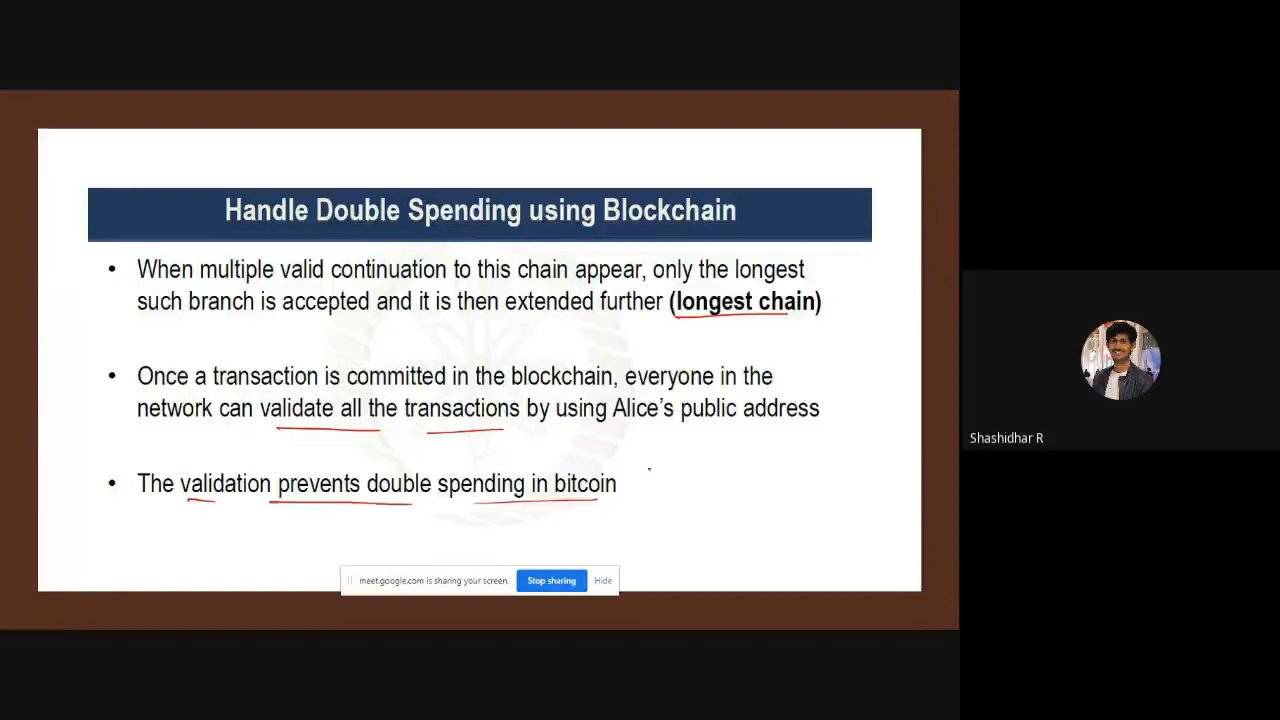 Handle Double Spending using Blockchain
• When multiple valid continuation to this chain appear, only the longest
such branch is accepted and it is then extended further (longest chain)
• Once a transaction is committed in the blockchain, everyone in the
network can validate all the transactions by using Alice's public address
• The validation prevents double spending in bitcoin
meet.google.com is sharing your screen. Stop sharing Hide
Shashidhar R